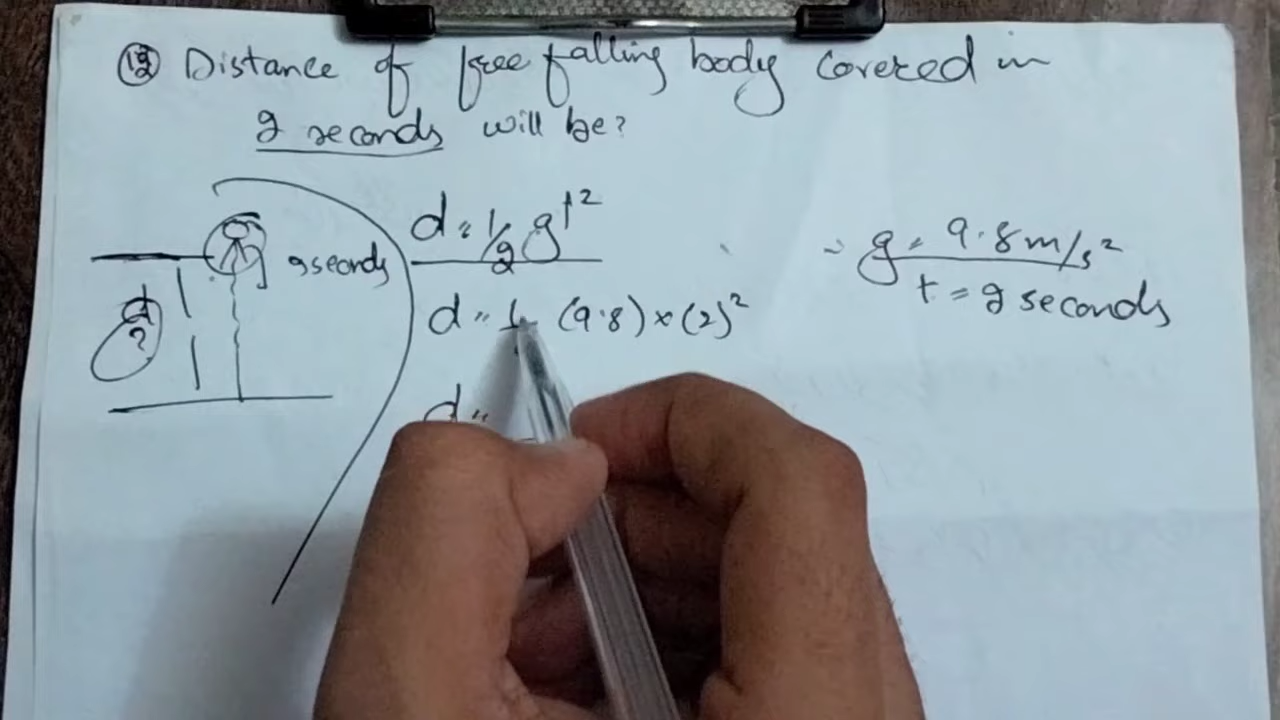 12 Distance of free falling body covered in
2 seconds will be?
d = 1/2 gt²
2 seconds
d ?
d = 1 (9.8) × (2)²
d =
g = 9.8 m/s²
t = 2 seconds